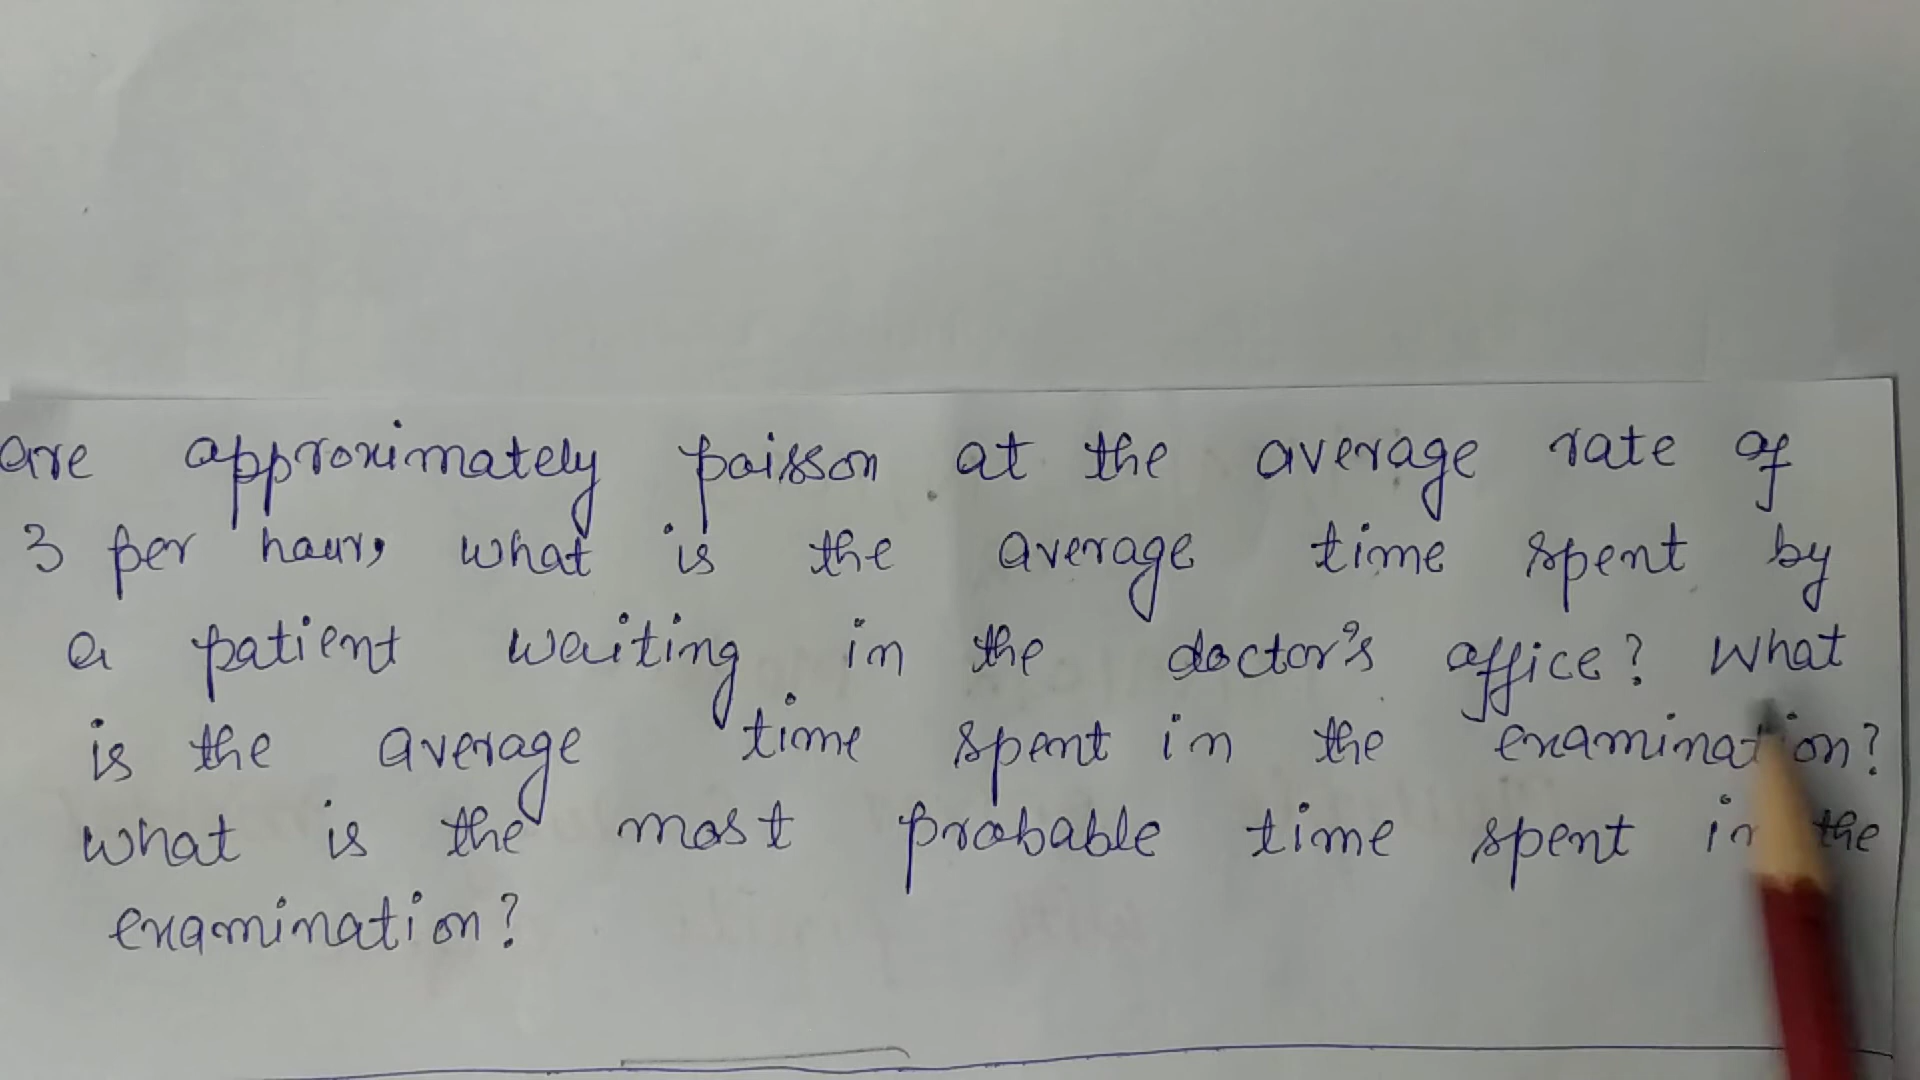 are approximately poisson at the average rate of
3 per hour, what is the average time spent by
a patient waiting in the doctor's office? What
is the average time spent in the examination?
what is the most probable time spent in the
examination?